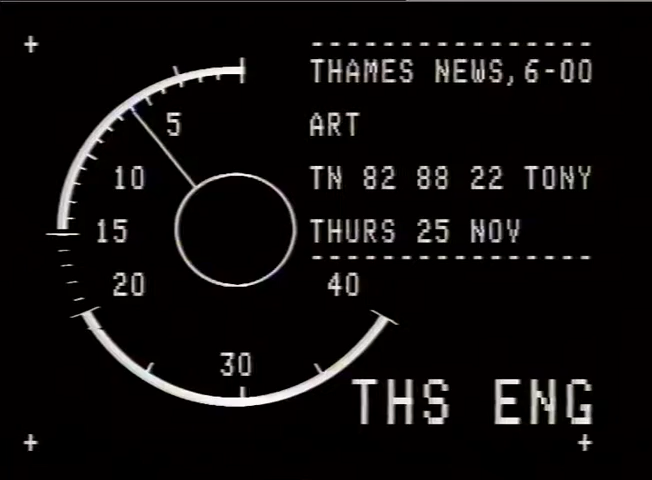 THAMES NEWS,6-00
ART
TN 82 88 22 TONY
THURS 25 NOV
5
10
15
20
30
40
THS ENG